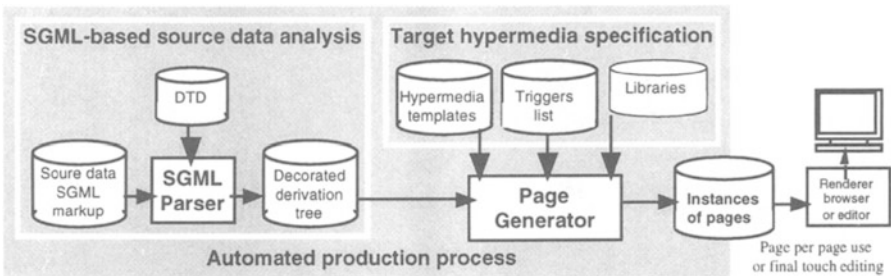 SGML-based source data analysis
Target hypermedia specification
DTD
Hypermedia
templates
Triggers
list
Libraries
Soure data
SGML
markup
SGML
Parser
Decorated
derivation
tree
Page
Generator
Instances
of pages
Renderer
browser
or editor
Automated production process
Page per page use
or final touch editing